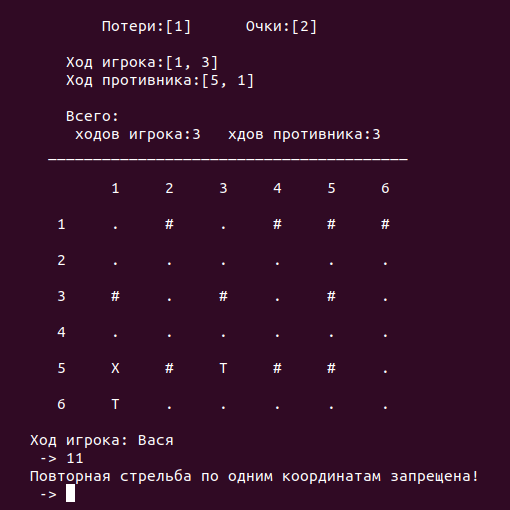 Потери:[1] Очки:[2]
Ход игрока:[1, 3]
Ход противника:[5, 1]
Всего:
ходов игрока:3 хдов противника:3
________________________________________
1 2 3 4 5 6
1 . # . # # #
2 . . . . . .
3 # . # . # .
4 . . . . . .
5 X # T # # .
6 T . . . . .
Ход игрока: Вася
-> 11
Повторная стрельба по одним координатам запрещена!
->